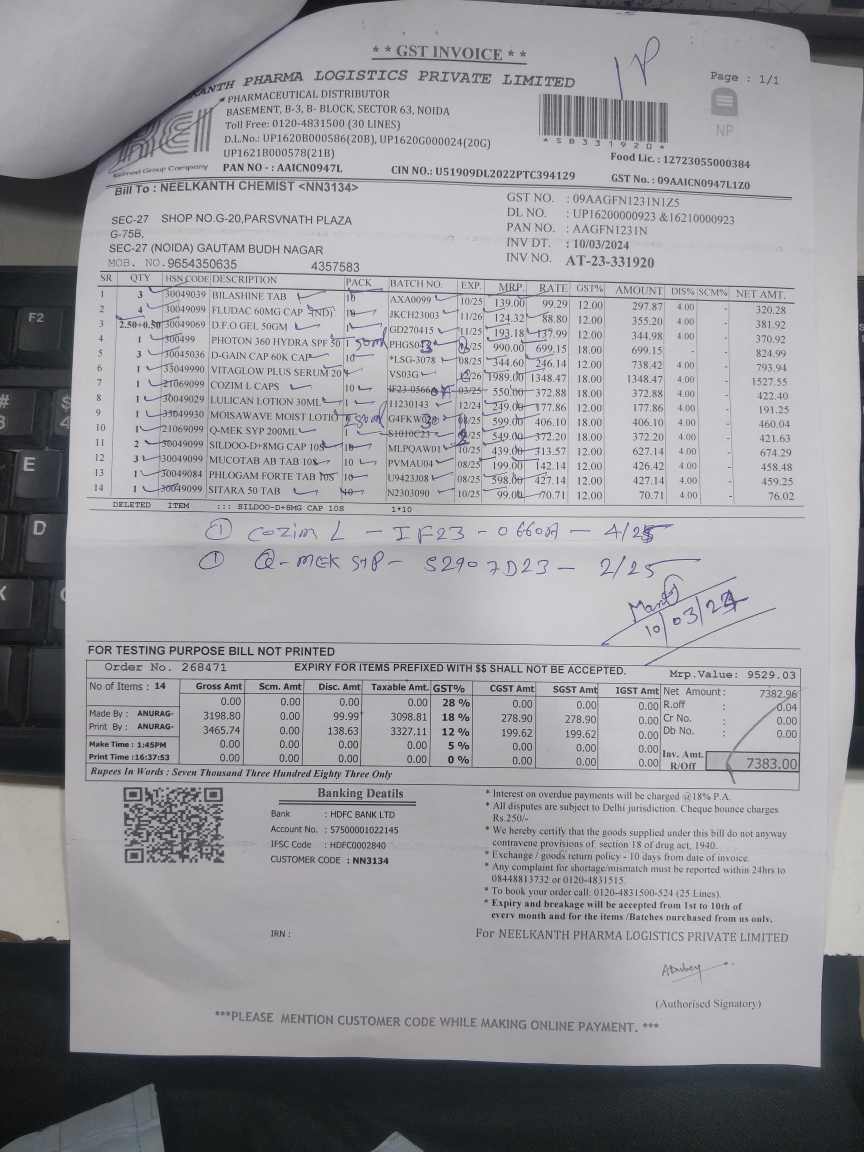 ** GST INVOICE **
IP
KANTH PHARMA LOGISTICS PRIVATE LIMITED
Page : 1/1
PHARMACEUTICAL DISTRIBUTOR
BASEMENT, B-3, B- BLOCK, SECTOR 63, NOIDA
Toll Free: 0120-4831500 (30 LINES)
D.L.No.: UP1620B000586(20B), UP1620G000024(20G)
UP1621B000578(21B)
NP
*SB331920*
Food Lic. : 12723055000384
PAN NO - : AAICN0947L
CIN NO.: U51909DL2022PTC394129
GST No. : 09AAICN0947L1Z0
Group Company
Bill To : NEELKANTH CHEMIST <NN3134>
SEC-27 SHOP NO.G-20,PARSVNATH PLAZA
G-75B,
SEC-27 (NOIDA) GAUTAM BUDH NAGAR
MOB. NO.9654350635 4357583
GST NO. : 09AAGFN1231N1Z5
DL NO. : UP16200000923 &16210000923
PAN NO. : AAGFN1231N
INV DT. : 10/03/2024
INV NO. AT-23-331920
SR QTY HSN CODE DESCRIPTION PACK BATCH NO. EXP. MRP. RATE GST% AMOUNT DIS% SCM% NET AMT.
1 3 30049039 BILASHINE TAB 10 AXA0099 10/25 139.00 99.29 12.00 297.87 4.00 - 320.28
2 4 30049099 FLUDAC 60MG CAP (IND) 10 JKCH23003 11/26 124.32 88.80 12.00 355.20 4.00 - 381.92
3 2.50+0.50 30049069 D.F.O GEL 50GM 1 GD270415 11/25 193.18 137.99 12.00 344.98 4.00 - 370.92
4 1 300499 PHOTON 360 HYDRA SPF 50 1 50ml 990.00 699.15 18.00 699.15 - - 824.99
5 3 30045036 D-GAIN CAP 60K CAP 10 *LSG-3078 08/25 344.60 246.14 12.00 738.42 4.00 - 793.94
6 1 33049990 VITAGLOW PLUS SERUM 20 VS03G 1989.00 1348.47 18.00 1348.47 4.00 - 1527.55
7 1 21069099 COZIM L CAPS 10 03/25 550.00 372.88 18.00 372.88 4.00 - 422.40
8 1 30049029 LULICAN LOTION 30ML 1 11230143 12/24 249.00 177.86 12.00 177.86 4.00 - 191.25
9 1 33049930 MOISAWAVE MOIST LOTIO 08/25 599.00 406.10 18.00 406.10 4.00 - 460.04
10 1 21069099 Q-MEK SYP 200ML 1 S1010C23 549.00 372.20 18.00 372.20 4.00 - 421.63
11 2 30049099 SILDOO-D+8MG CAP 10S 10 MLPQAW01 10/25 439.00 313.57 12.00 627.14 4.00 - 674.29
12 3 30049099 MUCOTAB AB TAB 10S 10 PVMAU04 08/25 199.00 142.14 12.00 426.42 4.00 - 458.48
13 1 30049084 PHLOGAM FORTE TAB 10S 10 U9423J08 08/25 598.00 427.14 12.00 427.14 4.00 - 459.25
14 1 30049099 SITARA 50 TAB 10 N2303090 10/25 99.00 70.71 12.00 70.71 4.00 - 76.02
DELETED ITEM ::: SILDOO-D+8MG CAP 10S 1*10
① Cozim L - IF23-0660A - 4/25
① Q-MEK SYP - S2907D23 - 2/25
10/03/24
FOR TESTING PURPOSE BILL NOT PRINTED
Order No. 268471 EXPIRY FOR ITEMS PREFIXED WITH $$ SHALL NOT BE ACCEPTED. Mrp.Value: 9529.03
No of Items : 14 Gross Amt Scm. Amt Disc. Amt Taxable Amt. GST% CGST Amt SGST Amt IGST Amt Net Amount: 7382.96
0.00 0.00 0.00 0.00 28 % 0.00 0.00 0.00 R.off : 0.04
Made By : ANURAG- 3198.80 0.00 99.99 3098.81 18 % 278.90 278.90 0.00 Cr No. : 0.00
Print By : ANURAG- 3465.74 0.00 138.63 3327.11 12 % 199.62 199.62 0.00 Db No. : 0.00
Make Time : 1:45PM 0.00 0.00 0.00 0.00 5 % 0.00 0.00 0.00
Print Time :16:37:53 0.00 0.00 0.00 0.00 0 % 0.00 0.00 0.00 Inv. Amt. R/Off 7383.00
Rupees In Words : Seven Thousand Three Hundred Eighty Three Only
Banking Deatils
Bank : HDFC BANK LTD
Account No. : 57500001022145
IFSC Code : HDFC0002840
CUSTOMER CODE : NN3134
* Interest on overdue payments will be charged @18% P.A.
* All disputes are subject to Delhi jurisdiction. Cheque bounce charges
Rs.250/-
* We hereby certify that the goods supplied under this bill do not anyway
contravene provisions of section 18 of drug act, 1940.
* Exchange / goods return policy - 10 days from date of invoice.
* Any complaint for shortage/mismatch must be reported within 24hrs to
08448813732 or 0120-4831515.
* To book your order call: 0120-4831500-524 (25 Lines).
* Expiry and breakage will be accepted from 1st to 10th of
every month and for the items /Batches purchased from us only.
IRN :
For NEELKANTH PHARMA LOGISTICS PRIVATE LIMITED
(Authorised Signatory)
***PLEASE MENTION CUSTOMER CODE WHILE MAKING ONLINE PAYMENT. ***
F2
#
3
$
4
E
D
X